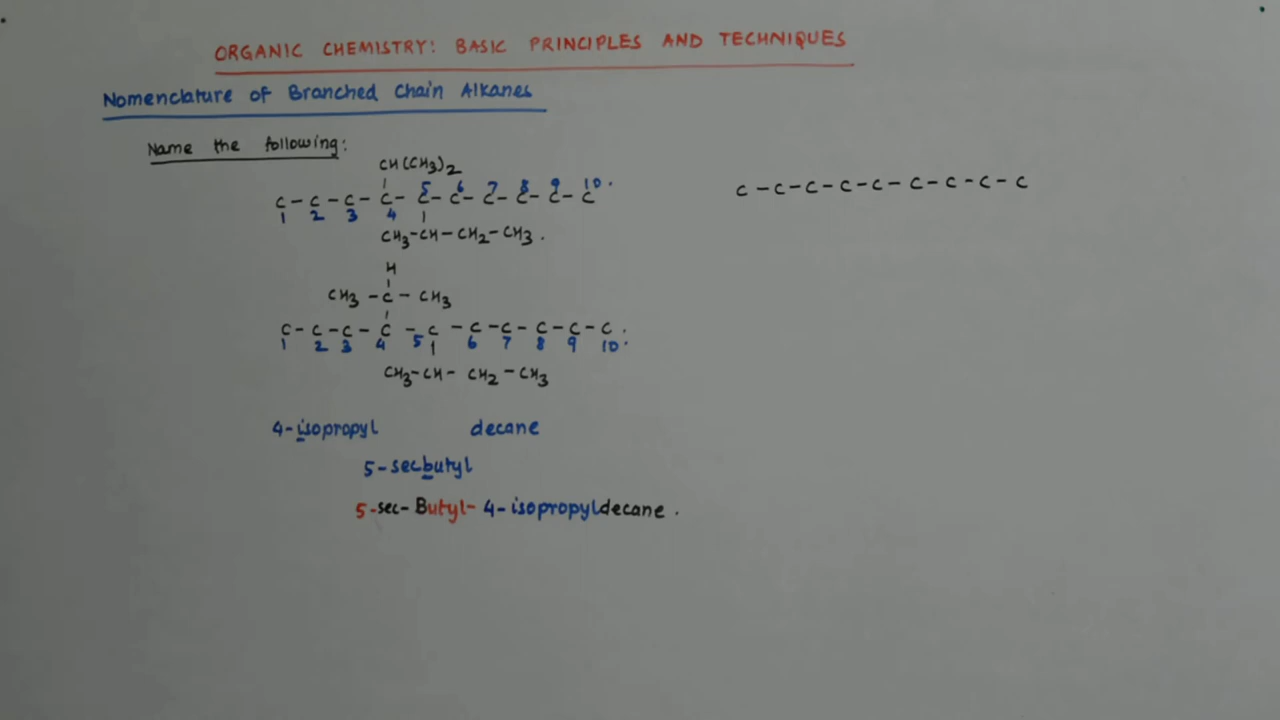 ORGANIC CHEMISTRY: BASIC PRINCIPLES AND TECHNIQUES
Nomenclature of Branched Chain Alkanes
Name the following:
CH(CH3)2
C-C-C-C-C-C-C-C-C-C
1 2 3 4 5 6 7 8 9 10.
CH3-CH-CH2-CH3.
H
CH3-C-CH3
C-C-C-C-C-C-C-C-C-C.
1 2 3 4 5 6 7 8 9 10.
CH3-CH-CH2-CH3
4-isopropyl decane
5-secbutyl
5-sec-Butyl-4-isopropyldecane.
C-C-C-C-C-C-C-C-C